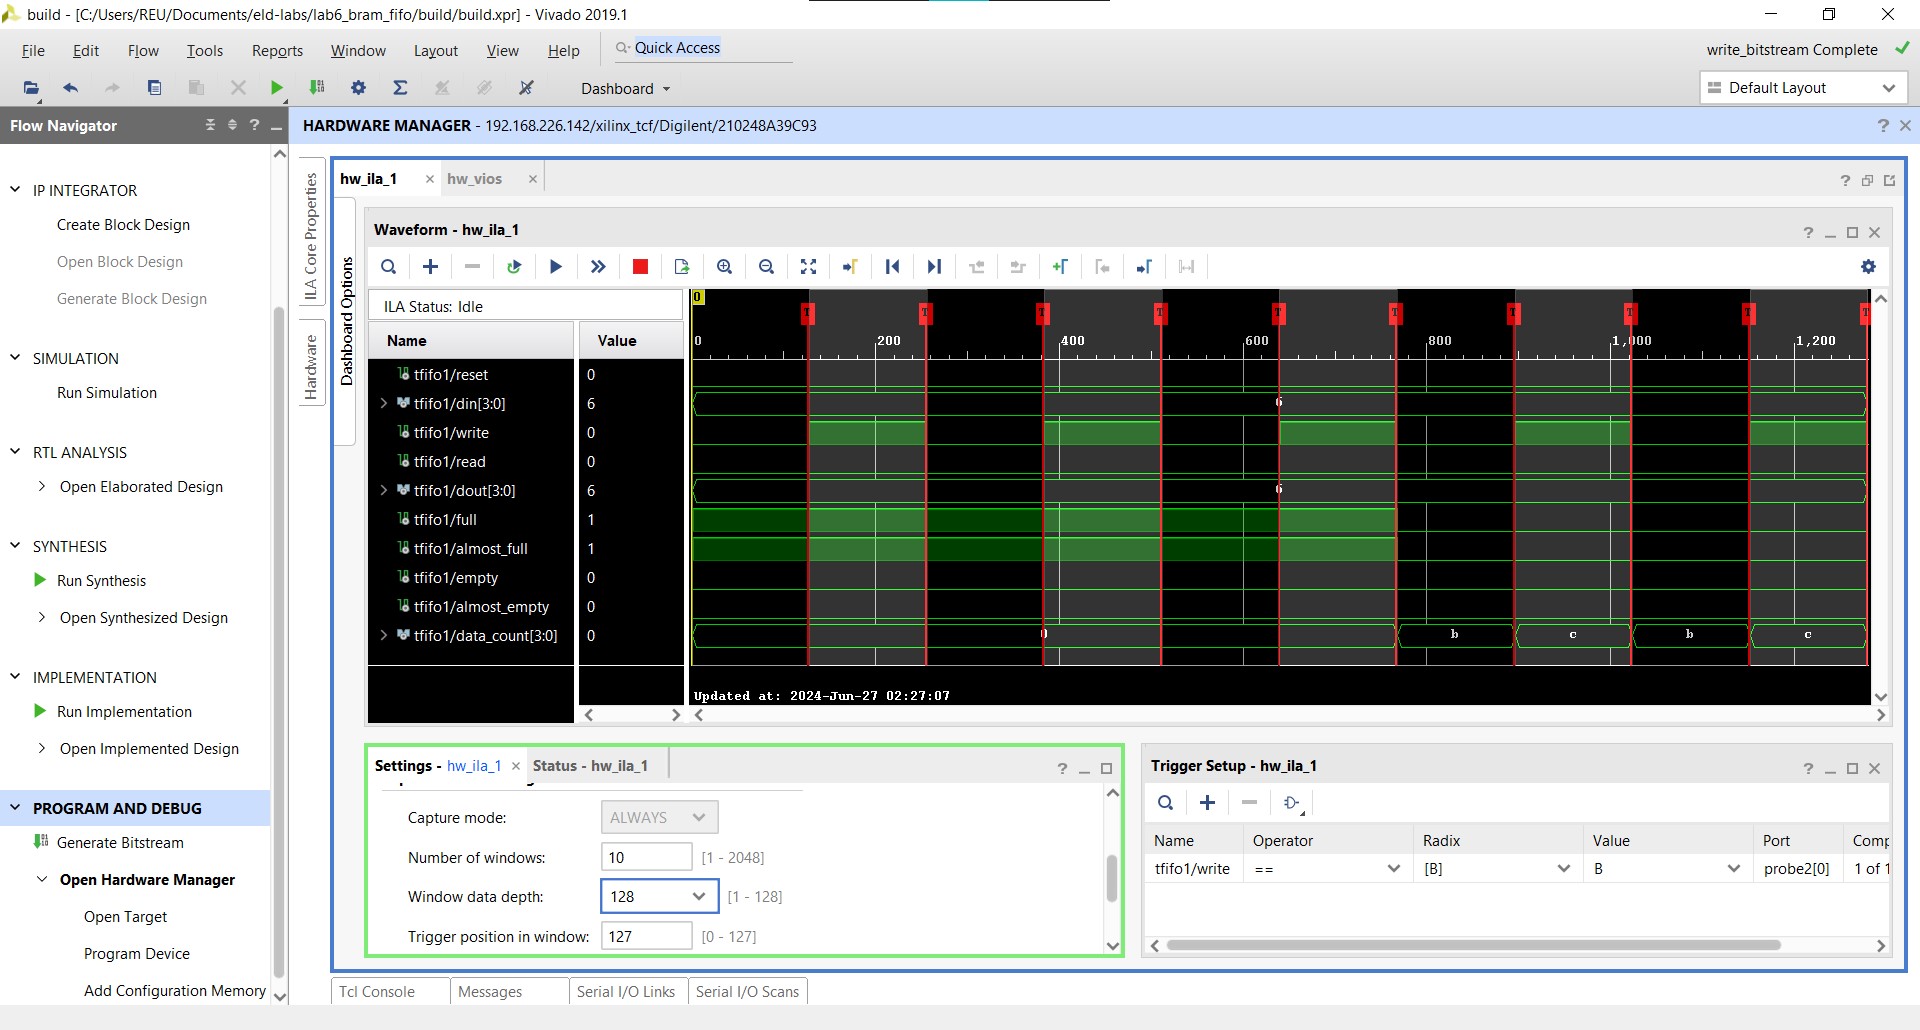 build - [C:/Users/REU/Documents/eld-labs/lab6_bram_fifo/build/build.xpr] - Vivado 2019.1
File Edit Flow Tools Reports Window Layout View Help Quick Access
write_bitstream Complete
Dashboard
Default Layout
Flow Navigator
HARDWARE MANAGER - 192.168.226.142/xilinx_tcf/Digilent/210248A39C93
IP INTEGRATOR
Create Block Design
Open Block Design
Generate Block Design
SIMULATION
Run Simulation
RTL ANALYSIS
Open Elaborated Design
SYNTHESIS
Run Synthesis
Open Synthesized Design
IMPLEMENTATION
Run Implementation
Open Implemented Design
PROGRAM AND DEBUG
Generate Bitstream
Open Hardware Manager
Open Target
Program Device
Add Configuration Memory
ILA Core Properties
Hardware
Dashboard Options
hw_ila_1 hw_vios
Waveform - hw_ila_1
ILA Status: Idle
Name Value
0
T T T T T T T T T T
0 200 400 600 800 1,000 1,200
tfifo1/reset 0
tfifo1/din[3:0] 6 6
tfifo1/write 0
tfifo1/read 0
tfifo1/dout[3:0] 6 6
tfifo1/full 1
tfifo1/almost_full 1
tfifo1/empty 0
tfifo1/almost_empty 0
tfifo1/data_count[3:0] 0 0 b c b c
Updated at: 2024-Jun-27 02:27:07
Settings - hw_ila_1 Status - hw_ila_1
Capture mode: ALWAYS
Number of windows: 10 [1 - 2048]
Window data depth: 128 [1 - 128]
Trigger position in window: 127 [0 - 127]
Trigger Setup - hw_ila_1
Name Operator Radix Value Port Comp
tfifo1/write == [B] B probe2[0] 1 of 1
Tcl Console Messages Serial I/O Links Serial I/O Scans